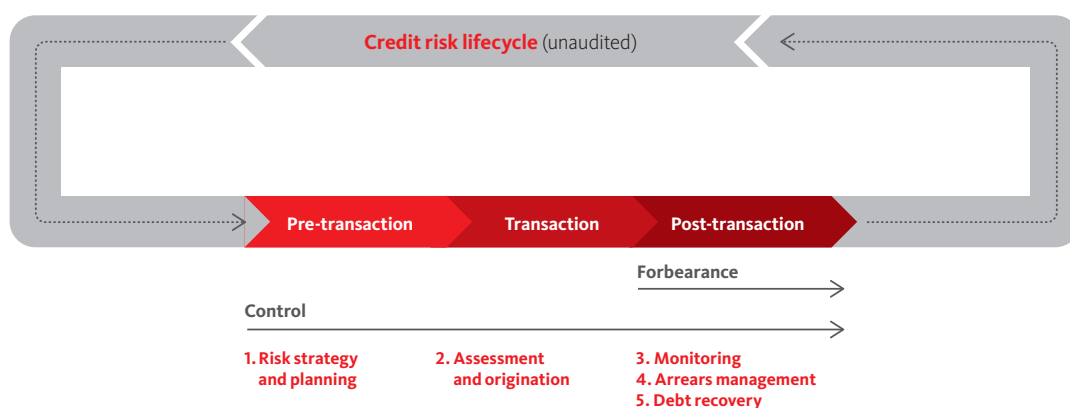 Credit risk lifecycle (unaudited)
Pre-transaction Transaction Post-transaction
Forbearance
Control
1. Risk strategy
and planning
2. Assessment
and origination
3. Monitoring
4. Arrears management
5. Debt recovery